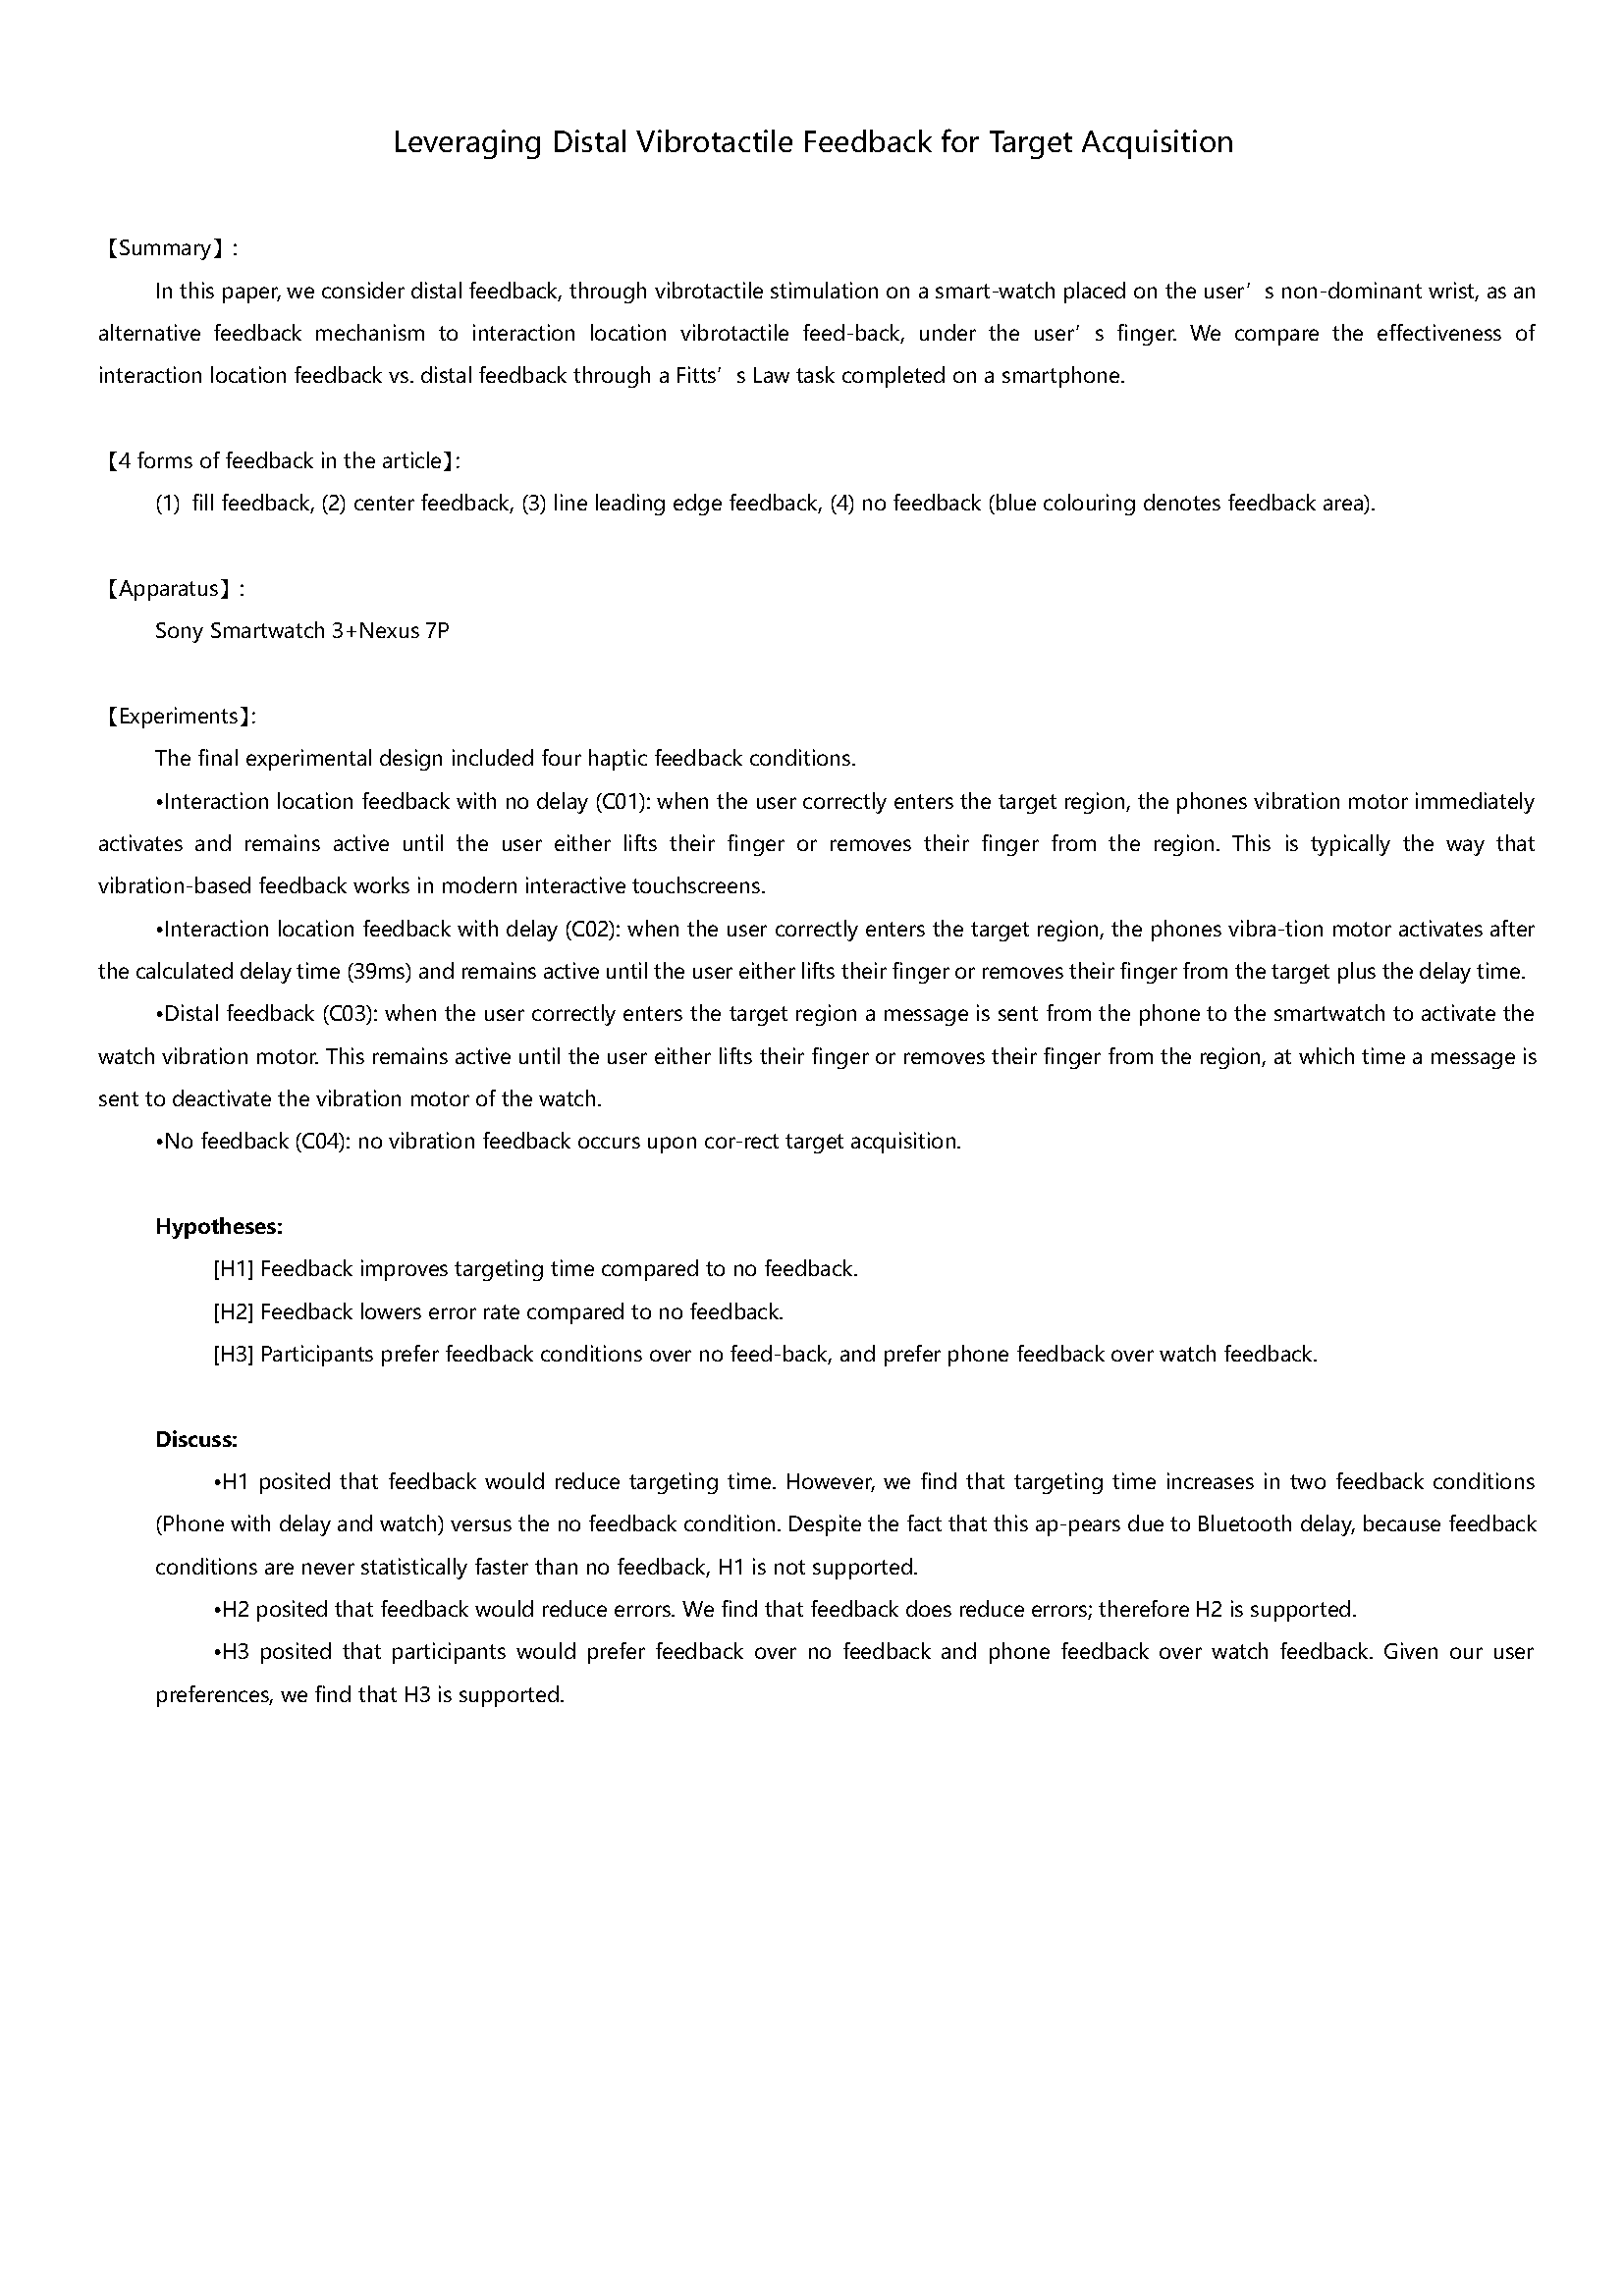 Leveraging Distal Vibrotactile Feedback for Target Acquisition
【Summary】:
In this paper, we consider distal feedback, through vibrotactile stimulation on a smart-watch placed on the user’s non-dominant wrist, as an
alternative feedback mechanism to interaction location vibrotactile feed-back, under the user’s finger. We compare the effectiveness of
interaction location feedback vs. distal feedback through a Fitts’s Law task completed on a smartphone.
【4 forms of feedback in the article】:
(1) fill feedback, (2) center feedback, (3) line leading edge feedback, (4) no feedback (blue colouring denotes feedback area).
【Apparatus】:
Sony Smartwatch 3+Nexus 7P
【Experiments】:
The final experimental design included four haptic feedback conditions.
•Interaction location feedback with no delay (C01): when the user correctly enters the target region, the phones vibration motor immediately
activates and remains active until the user either lifts their finger or removes their finger from the region. This is typically the way that
vibration-based feedback works in modern interactive touchscreens.
•Interaction location feedback with delay (C02): when the user correctly enters the target region, the phones vibra-tion motor activates after
the calculated delay time (39ms) and remains active until the user either lifts their finger or removes their finger from the target plus the delay time.
•Distal feedback (C03): when the user correctly enters the target region a message is sent from the phone to the smartwatch to activate the
watch vibration motor. This remains active until the user either lifts their finger or removes their finger from the region, at which time a message is
sent to deactivate the vibration motor of the watch.
•No feedback (C04): no vibration feedback occurs upon cor-rect target acquisition.
Hypotheses:
[H1] Feedback improves targeting time compared to no feedback.
[H2] Feedback lowers error rate compared to no feedback.
[H3] Participants prefer feedback conditions over no feed-back, and prefer phone feedback over watch feedback.
Discuss:
•H1 posited that feedback would reduce targeting time. However, we find that targeting time increases in two feedback conditions
(Phone with delay and watch) versus the no feedback condition. Despite the fact that this ap-pears due to Bluetooth delay, because feedback
conditions are never statistically faster than no feedback, H1 is not supported.
•H2 posited that feedback would reduce errors. We find that feedback does reduce errors; therefore H2 is supported.
•H3 posited that participants would prefer feedback over no feedback and phone feedback over watch feedback. Given our user
preferences, we find that H3 is supported.